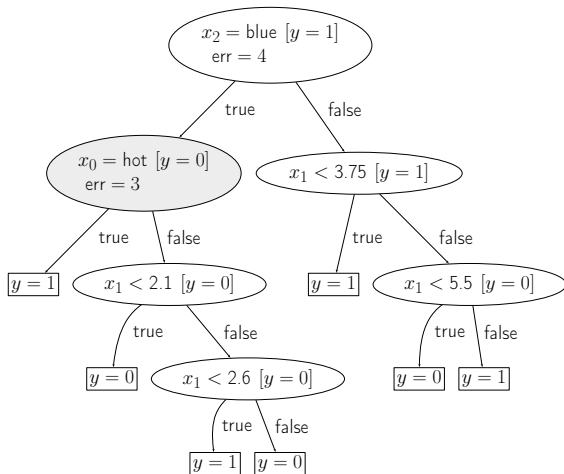 x₂ = blue [y = 1]
err = 4
true
false
x₀ = hot [y = 0]
err = 3
x₁ < 3.75 [y = 1]
true
false
true
false
y = 1
x₁ < 2.1 [y = 0]
y = 1
x₁ < 5.5 [y = 0]
true
false
true
false
y = 0
x₁ < 2.6 [y = 0]
y = 0
y = 1
true
false
y = 1
y = 0